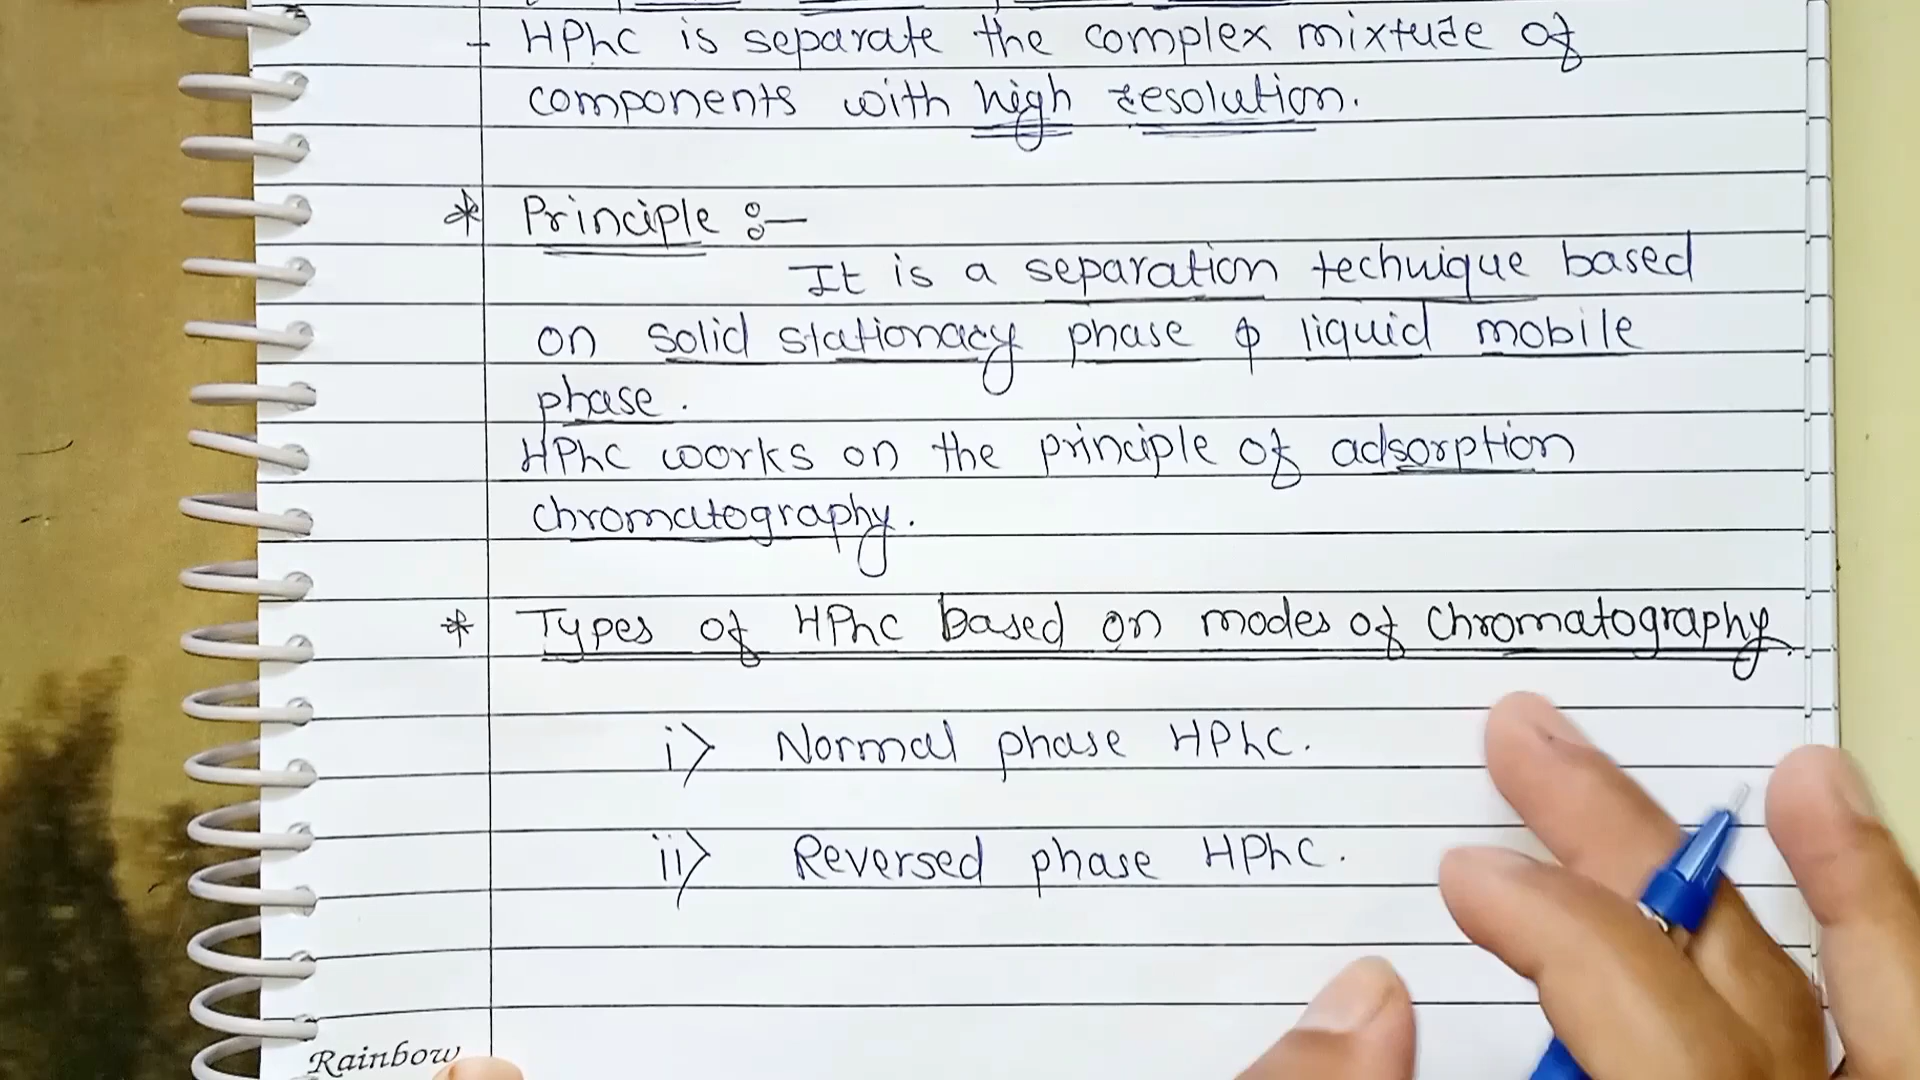 - HPLC is separate the complex mixture of
components with high resolution.
* Principle :-
It is a separation technique based
on solid stationary phase & liquid mobile
phase.
HPLC works on the principle of adsorption
chromatography.
* Types of HPLC based on modes of chromatography.
i) Normal phase HPLC.
ii) Reversed phase HPLC.
Rainbow